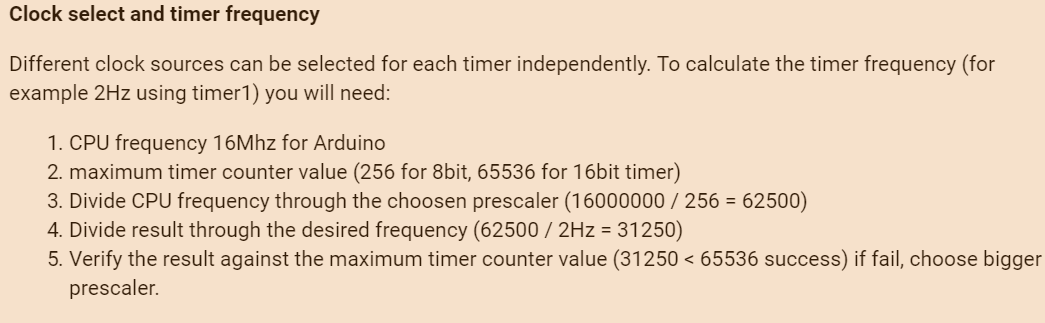 Clock select and timer frequency
Different clock sources can be selected for each timer independently. To calculate the timer frequency (for
example 2Hz using timer1) you will need:
1. CPU frequency 16Mhz for Arduino
2. maximum timer counter value (256 for 8bit, 65536 for 16bit timer)
3. Divide CPU frequency through the choosen prescaler (16000000 / 256 = 62500)
4. Divide result through the desired frequency (62500 / 2Hz = 31250)
5. Verify the result against the maximum timer counter value (31250 < 65536 success) if fail, choose bigger
prescaler.